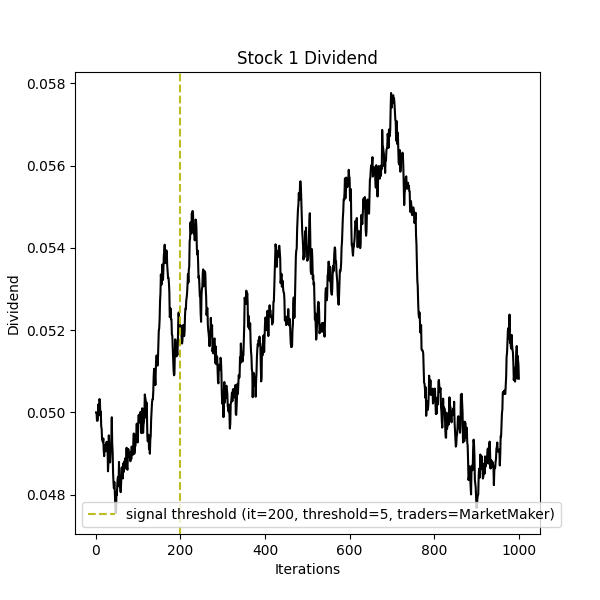 Stock 1 Dividend
0.058
0.056
0.054
0.052
0.050
0.048
Dividend
signal threshold (it=200, threshold=5, traders=MarketMaker)
0 200 400 600 800 1000
Iterations